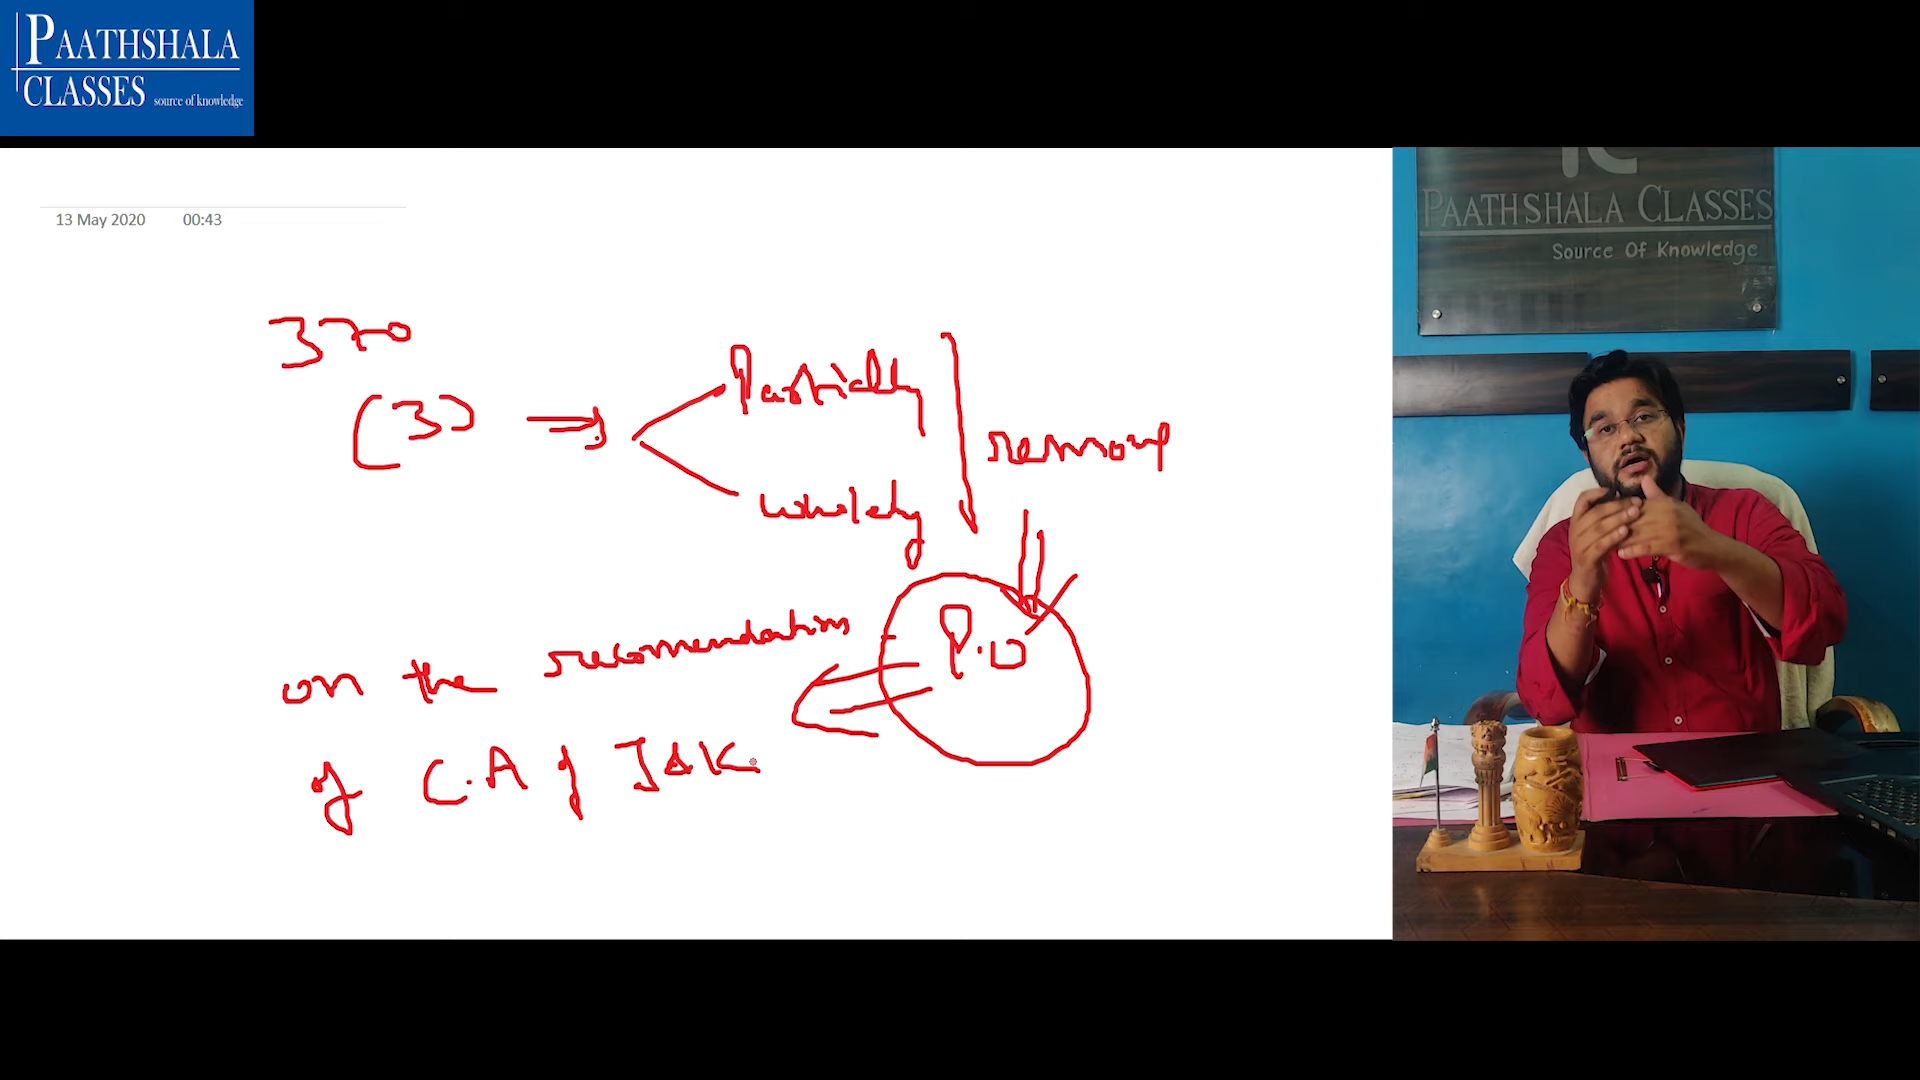 PAATHSHALA
CLASSES source of knowledge
PAATHSHALA CLASSES
Source Of Knowledge
13 May 2020 00:43
370
(3)
Partially
wholely
remove
P.O
on the recomendation
of C.A of J&K